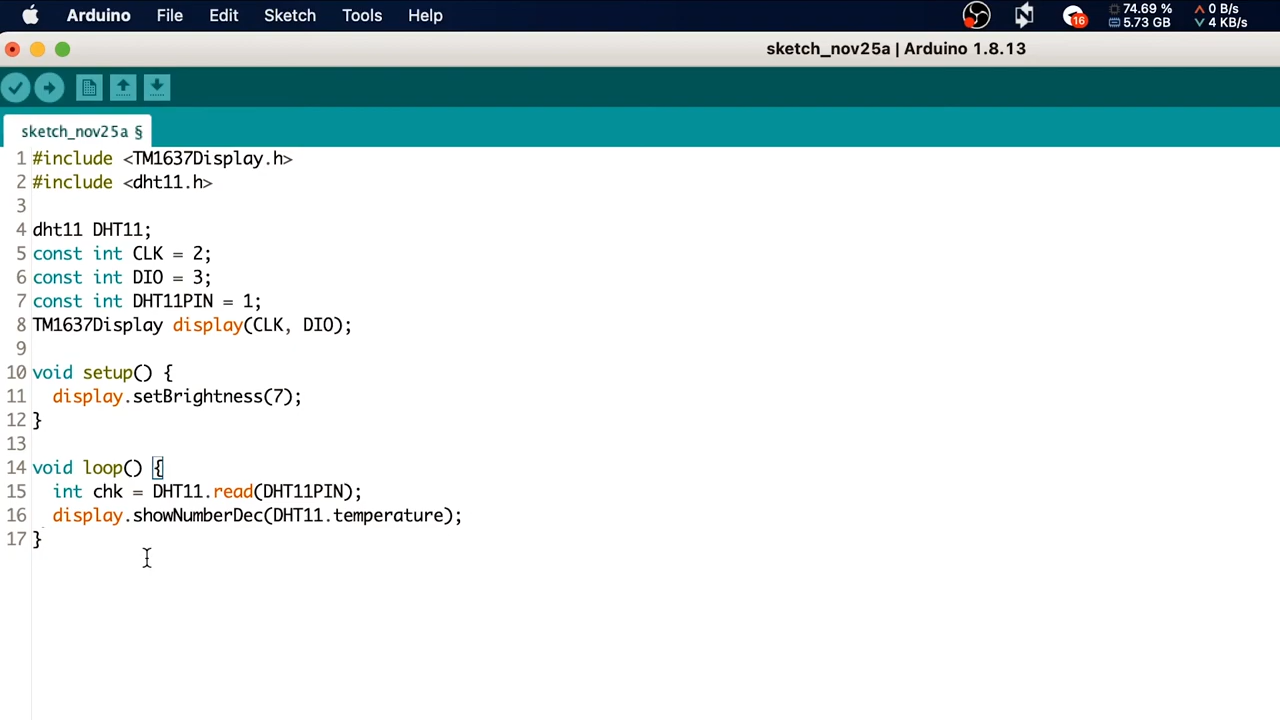 Arduino File Edit Sketch Tools Help 16 74.69 % 5.73 GB 0 B/s 4 KB/s
sketch_nov25a | Arduino 1.8.13
sketch_nov25a §
1 #include <TM1637Display.h>
2 #include <dht11.h>
3
4 dht11 DHT11;
5 const int CLK = 2;
6 const int DIO = 3;
7 const int DHT11PIN = 1;
8 TM1637Display display(CLK, DIO);
9
10 void setup() {
11 display.setBrightness(7);
12 }
13
14 void loop() {
15 int chk = DHT11.read(DHT11PIN);
16 display.showNumberDec(DHT11.temperature);
17 }